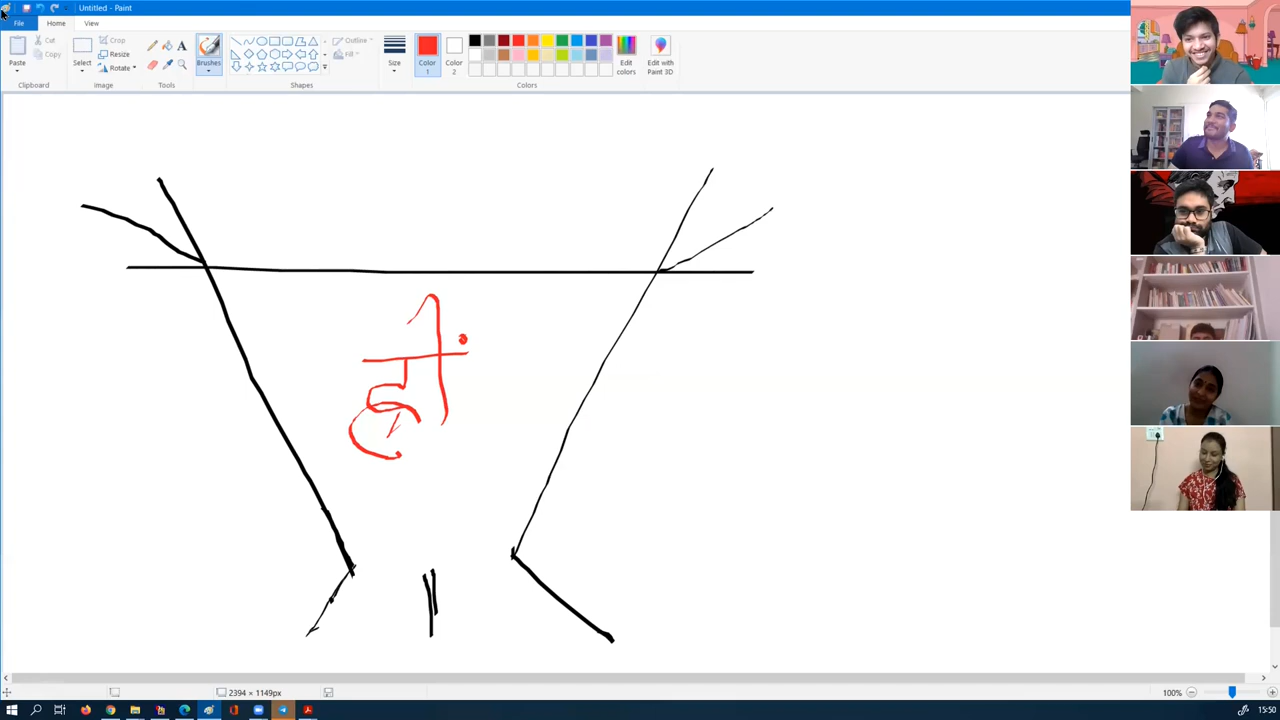 Untitled - Paint
File Home View
Paste Cut Copy
Clipboard
Select Crop Resize Rotate
Image
Tools
Brushes
Outline Fill
Shapes
Size
Color 1 Color 2 Edit colors
Colors
Edit with Paint 3D
2394 × 1149px
100%
15:50